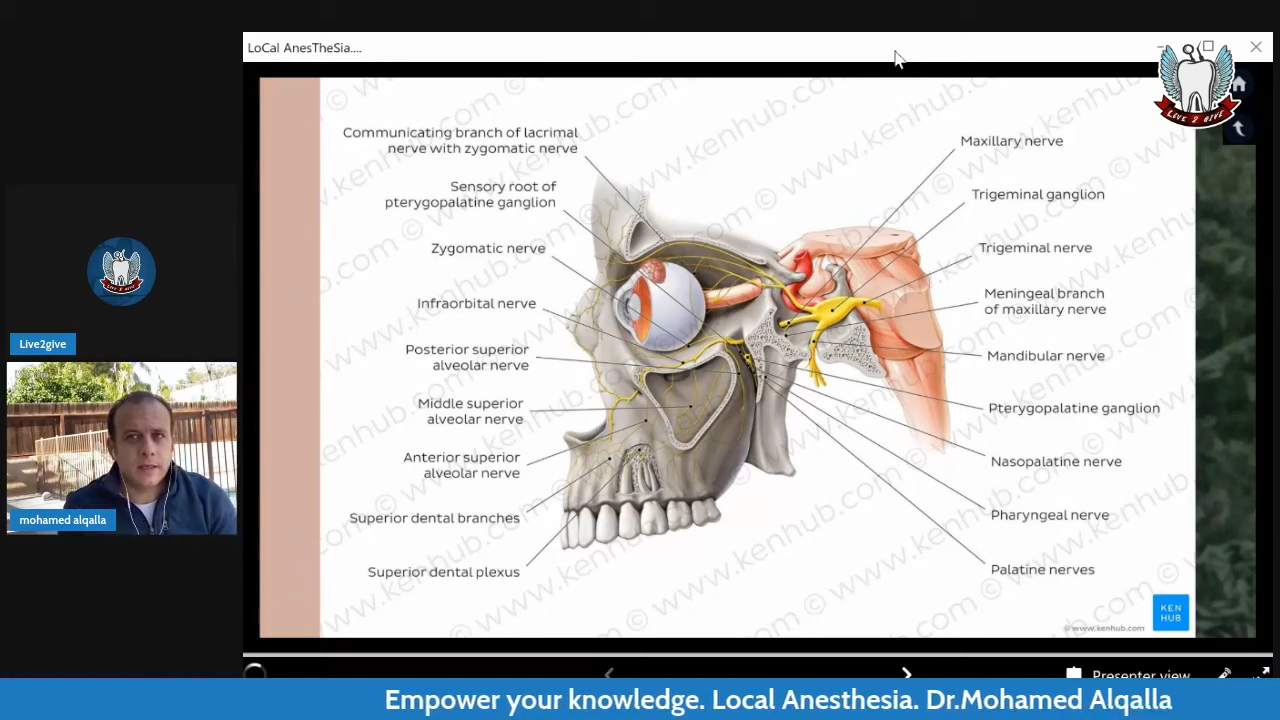 LoCal AnesTheSia....
LIVE 2 GIVE
Communicating branch of lacrimal
nerve with zygomatic nerve
Sensory root of
pterygopalatine ganglion
Zygomatic nerve
Infraorbital nerve
Posterior superior
alveolar nerve
Middle superior
alveolar nerve
Anterior superior
alveolar nerve
Superior dental branches
Superior dental plexus
Maxillary nerve
Trigeminal ganglion
Trigeminal nerve
Meningeal branch
of maxillary nerve
Mandibular nerve
Pterygopalatine ganglion
Nasopalatine nerve
Pharyngeal nerve
Palatine nerves
KEN
HUB
© www.kenhub.com
Live2give
mohamed alqalla
Presenter view
Empower your knowledge. Local Anesthesia. Dr.Mohamed Alqalla